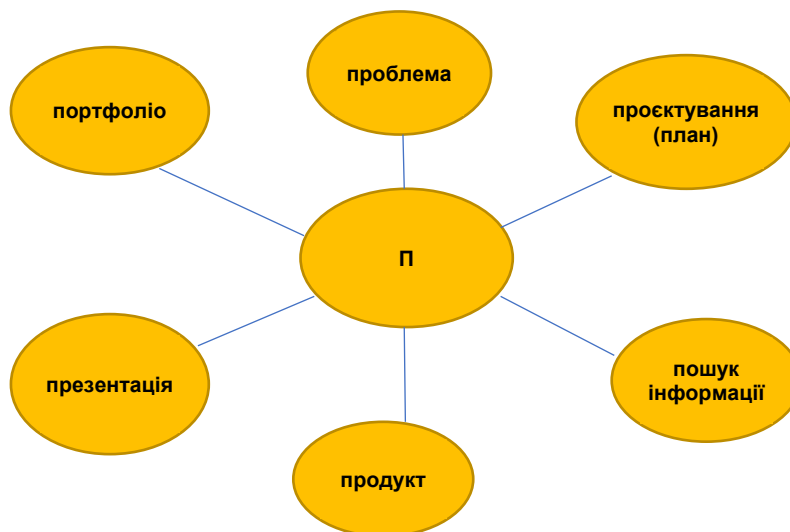 проблема
портфоліо
проєктування
(план)
П
презентація
пошук
інформації
продукт